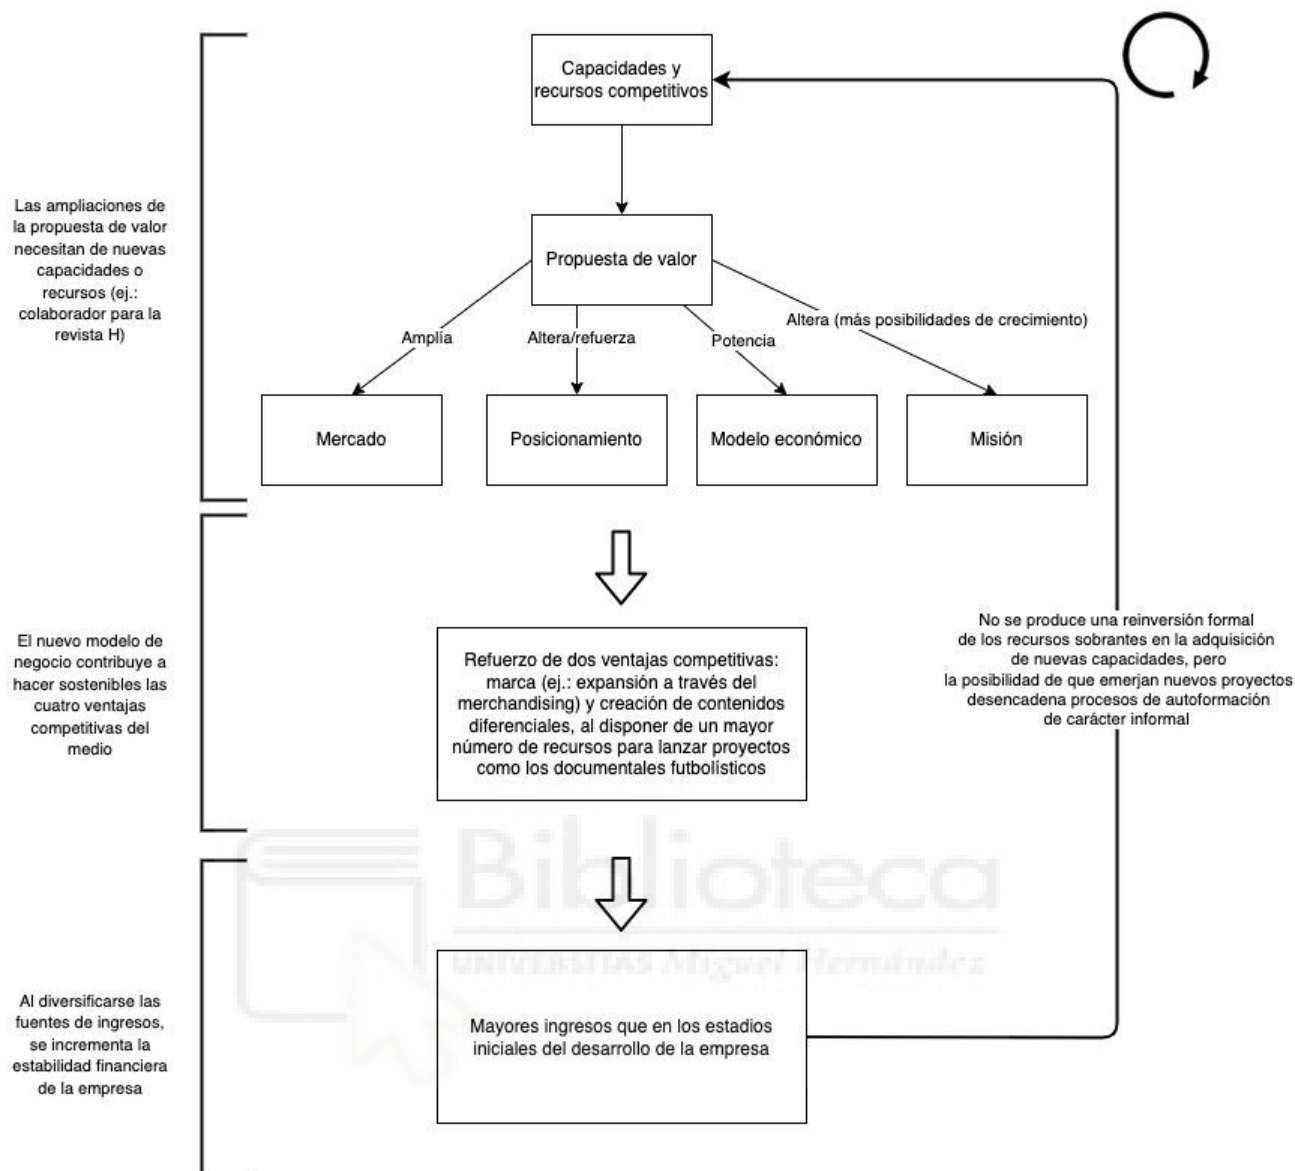 Capacidades y
recursos competitivos
Las ampliaciones de
la propuesta de valor
necesitan de nuevas
capacidades o
recursos (ej.:
colaborador para la
revista H)
Propuesta de valor
Amplía
Altera/refuerza
Potencia
Altera (más posibilidades de crecimiento)
Mercado
Posicionamiento
Modelo económico
Misión
El nuevo modelo de
negocio contribuye a
hacer sostenibles las
cuatro ventajas
competitivas del
medio
Refuerzo de dos ventajas competitivas:
marca (ej.: expansión a través del
merchandising) y creación de contenidos
diferenciales, al disponer de un mayor
número de recursos para lanzar proyectos
como los documentales futbolísticos
No se produce una reinversión formal
de los recursos sobrantes en la adquisición
de nuevas capacidades, pero
la posibilidad de que emerjan nuevos proyectos
desencadena procesos de autoformación
de carácter informal
Biblioteca
UNIVERSITAS Miguel Hernández
Al diversificarse las
fuentes de ingresos,
se incrementa la
estabilidad financiera
de la empresa
Mayores ingresos que en los estadios
iniciales del desarrollo de la empresa